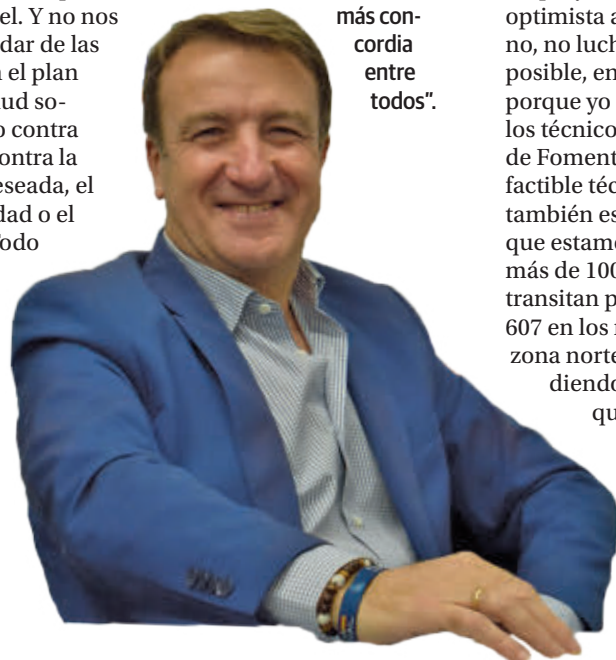 el. Y no nos
dar de las
el plan
ud so-
contra
ontra la
eseada, el
dad o el
odo
más con-
cordia
entre
todos".
optimista a
no, no luch
posible, en
porque yo
los técnico
de Foment
factible téc
también es
que estam
más de 100
transitan p
607 en los
zona norte
diendo
qu